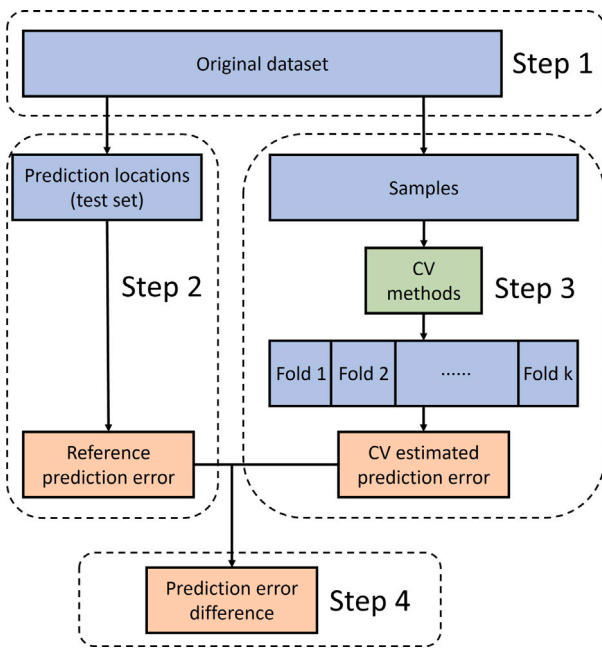 Original dataset
Step 1
Prediction locations
(test set)
Samples
Step 2
CV
methods
Step 3
Fold 1
Fold 2
······
Fold k
Reference
prediction error
CV estimated
prediction error
Prediction error
difference
Step 4